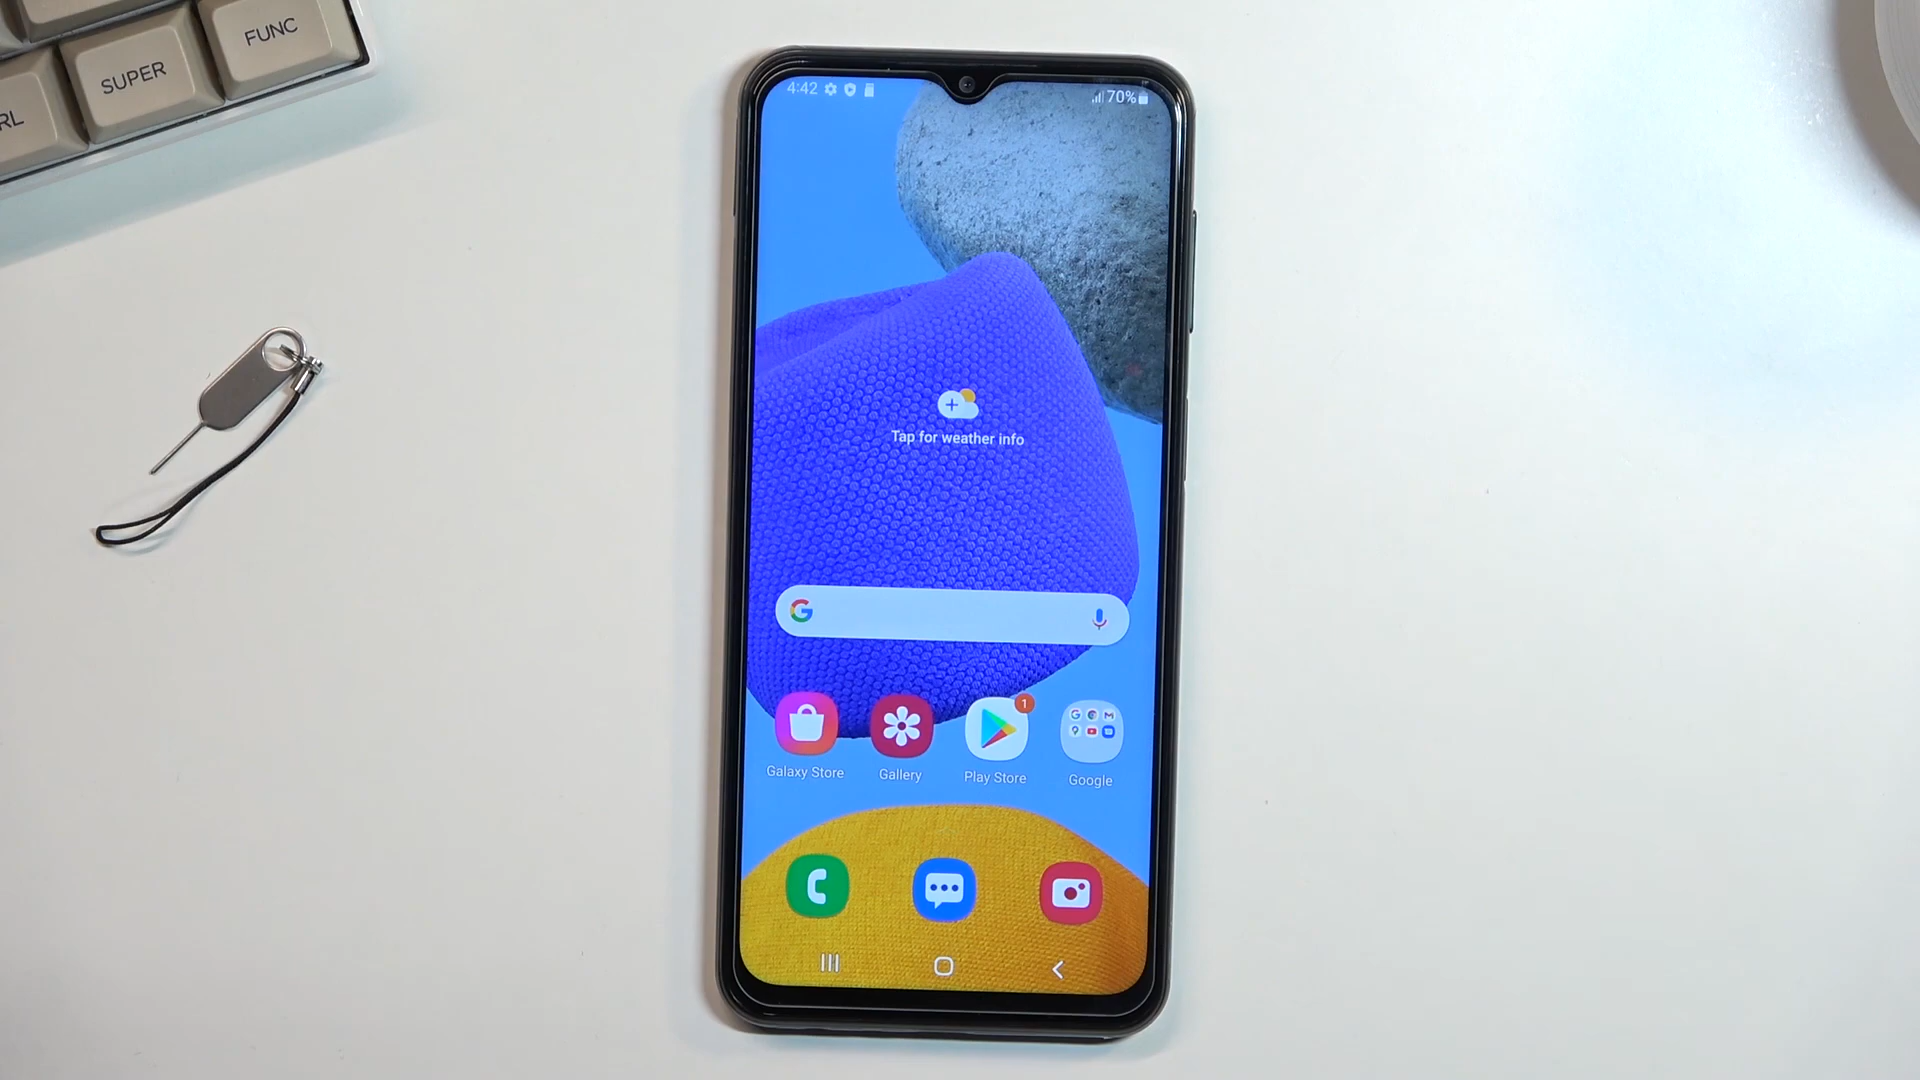 FUNC
SUPER
RL
4:42
70%
Tap for weather info
G
1
Galaxy Store
Gallery
Play Store
Google